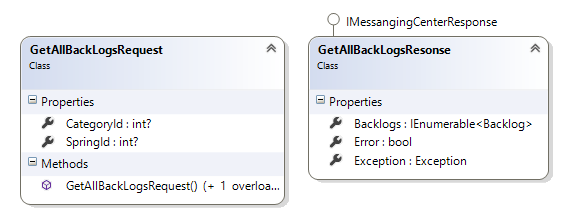 IMessangingCenterResponse
GetAllBackLogsRequest
Class
Properties
CategoryId : int?
SpringId : int?
Methods
GetAllBackLogsRequest() (+ 1 overloa...
GetAllBackLogsResonse
Class
Properties
Backlogs : IEnumerable<Backlog>
Error : bool
Exception : Exception